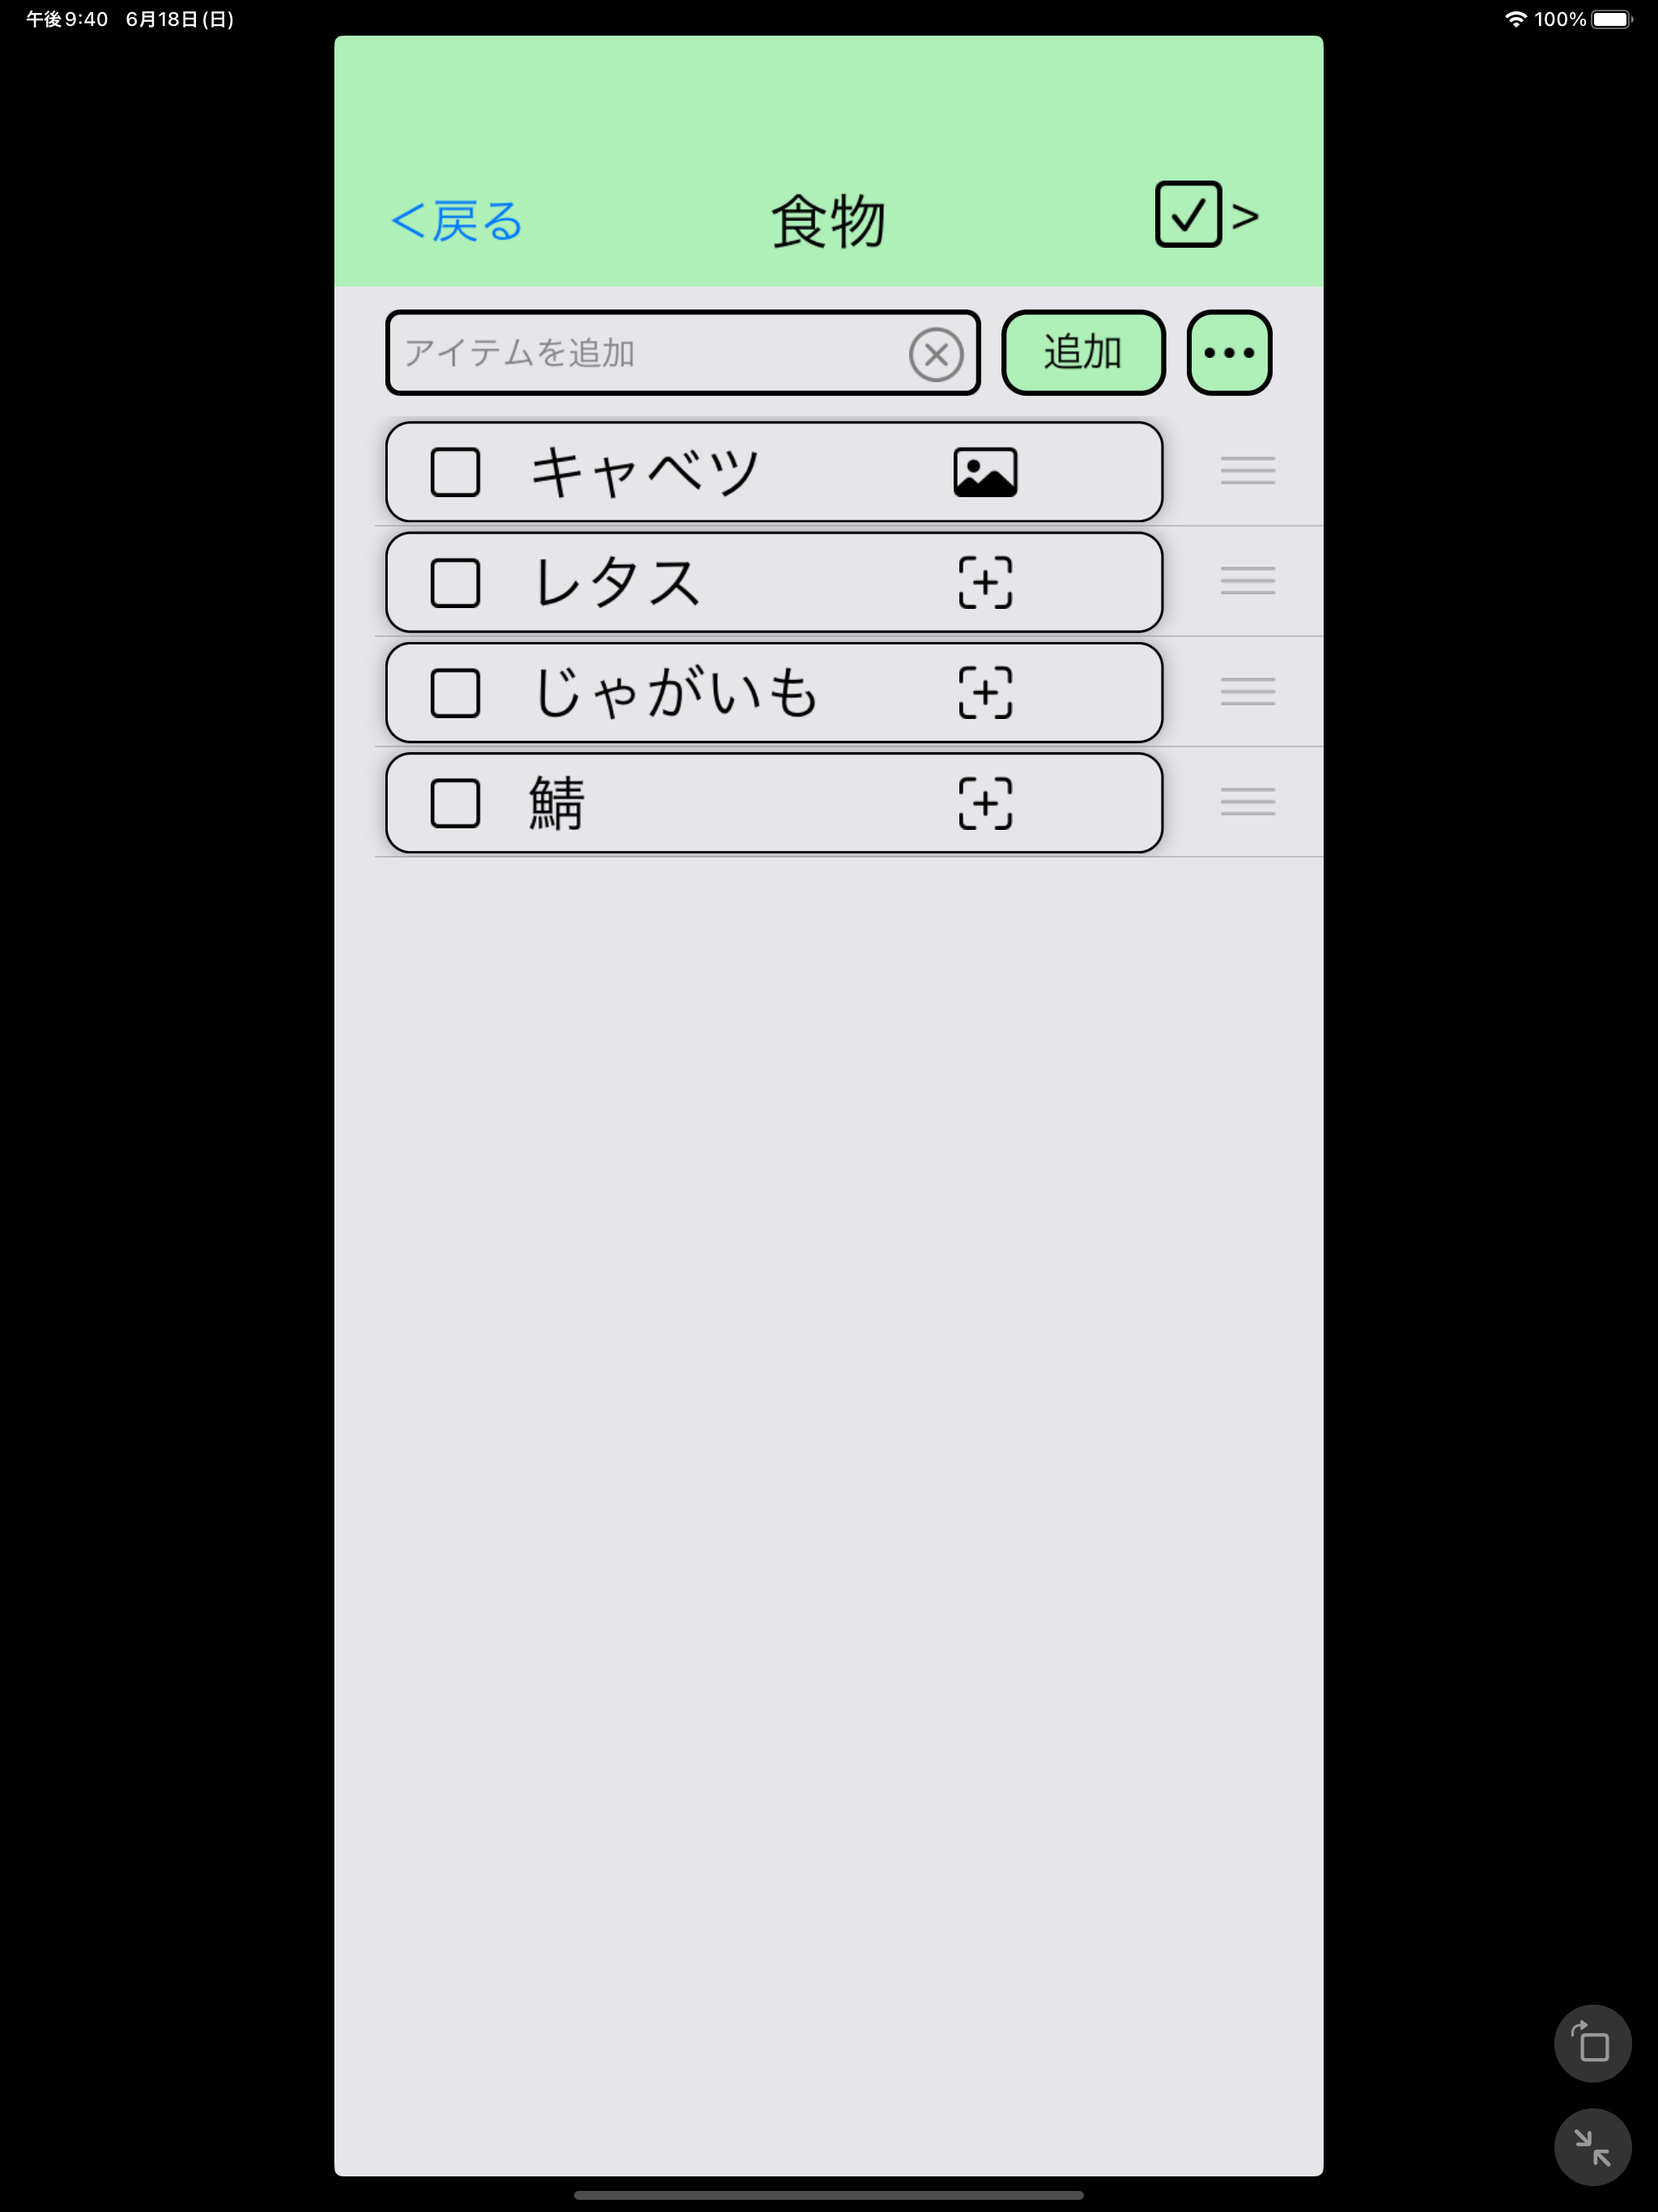 午後9:40 6月18日(日) 100%
<戻る 食物 >
アイテムを追加 追加
キャベツ
レタス
じゃがいも
鯖